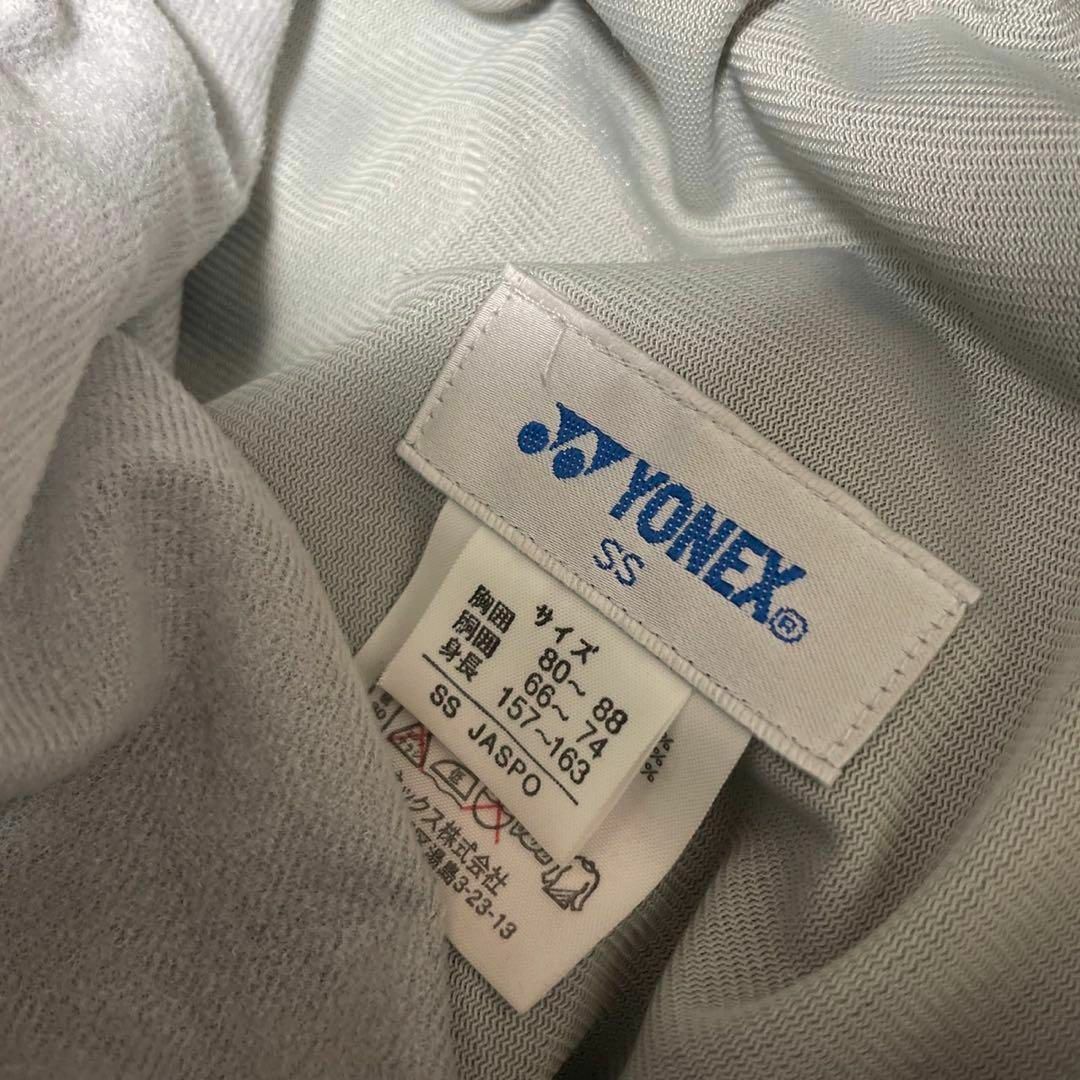 YONEX®
SS
サイズ
胸囲 80~ 88
胴囲 66~ 74
身長 157~163
SS JASPO
%
%
ックス株式会社
湯島3-23-13